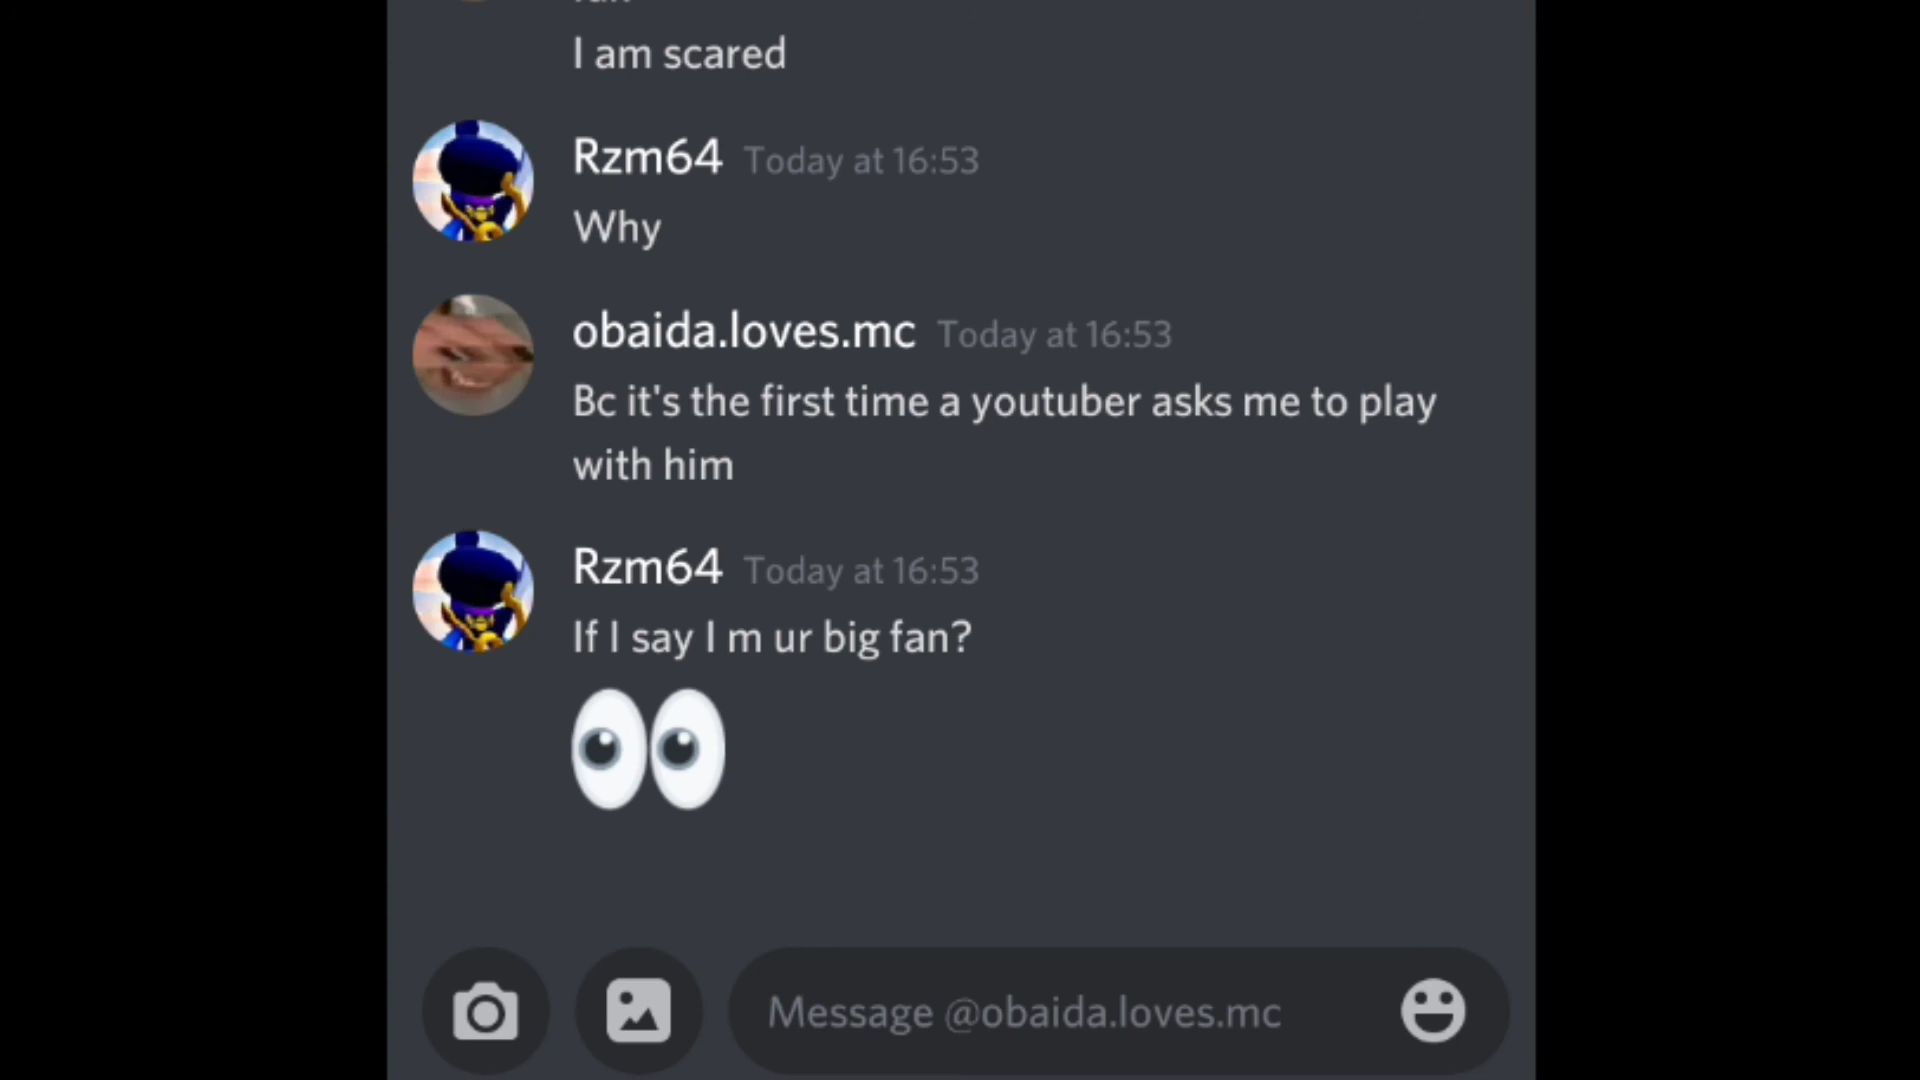 I am scared
Rzm64 Today at 16:53
Why
obaida.loves.mc Today at 16:53
Bc it's the first time a youtuber asks me to play
with him
Rzm64 Today at 16:53
If I say I m ur big fan?
Message @obaida.loves.mc